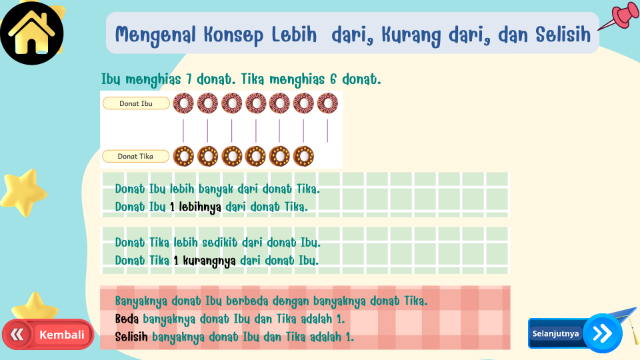 Mengenal Konsep Lebih dari, Kurang dari, dan Selisih
Ibu menghias 7 donat. Tika menghias 6 donat.
Donat Ibu
Donat Tika
Donat Ibu lebih banyak dari donat Tika.
Donat Ibu 1 lebihnya dari donat Tika.
Donat Tika lebih sedikit dari donat Ibu.
Donat Tika 1 kurangnya dari donat Ibu.
Banyaknya donat Ibu berbeda dengan banyaknya donat Tika.
Beda banyaknya donat Ibu dan Tika adalah 1.
Selisih banyaknya donat Ibu dan Tika adalah 1.
Kembali
Selanjutnya